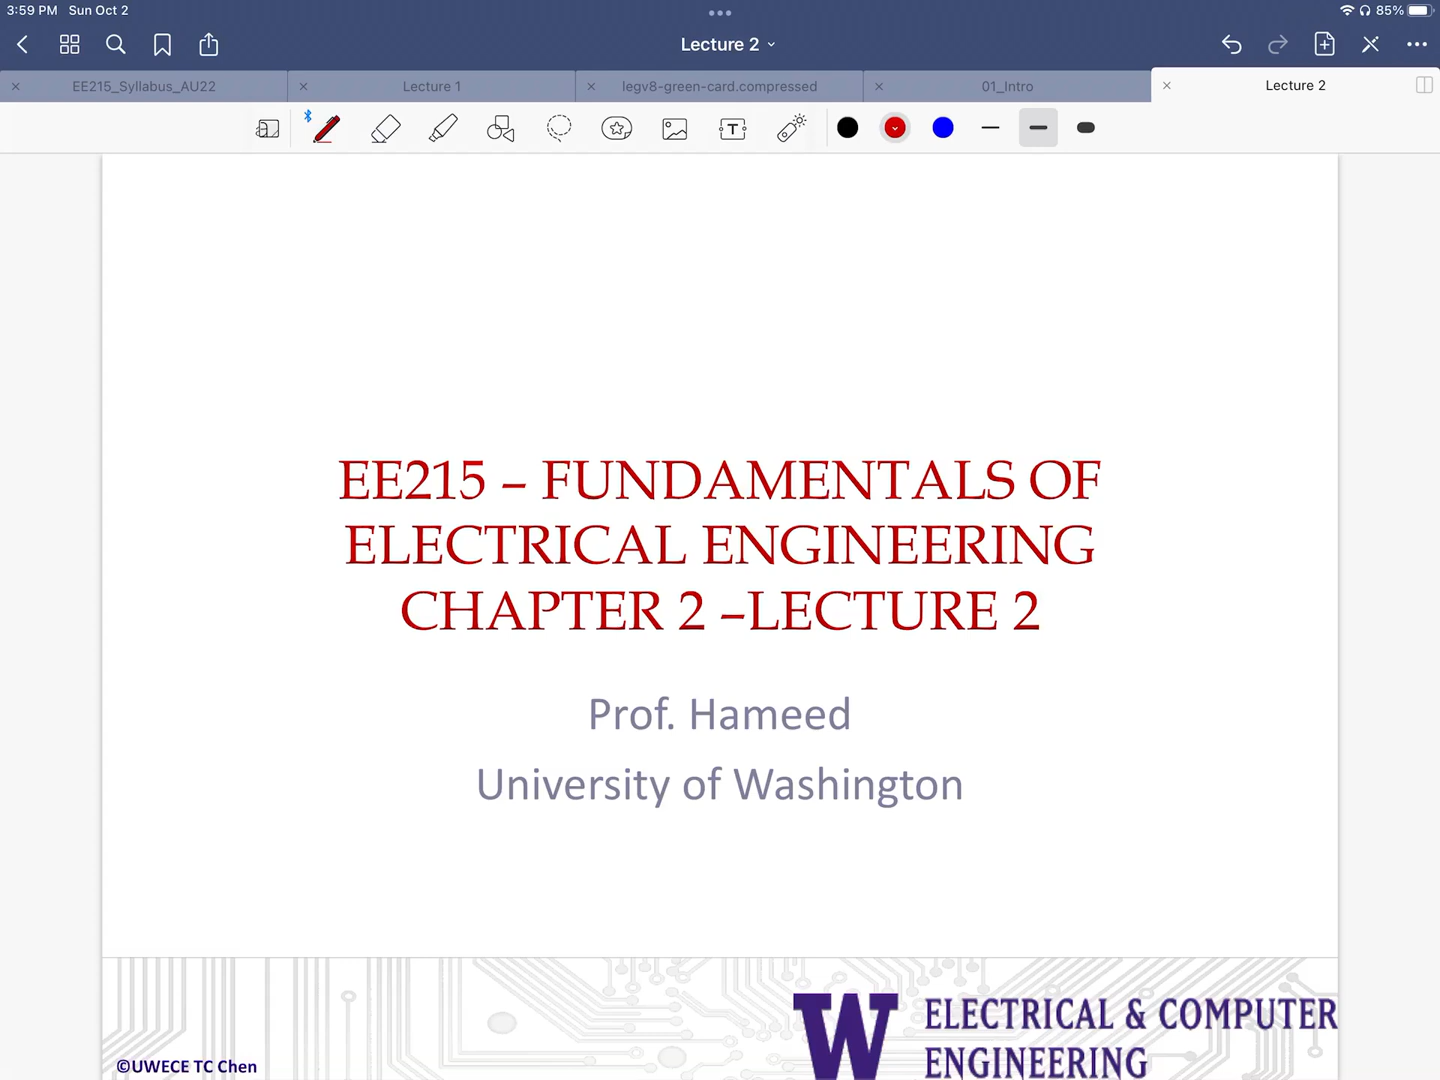 3:59 PM Sun Oct 2
85%
Lecture 2
EE215_Syllabus_AU22
Lecture 1
legv8-green-card.compressed
01_Intro
Lecture 2
T
EE215 – FUNDAMENTALS OF
ELECTRICAL ENGINEERING
CHAPTER 2 –LECTURE 2
Prof. Hameed
University of Washington
W
ELECTRICAL & COMPUTER
ENGINEERING
©UWECE TC Chen